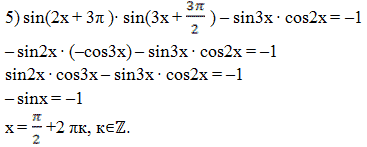 5) sin(2x + 3π)· sin(3x + 3π/2) – sin3x · cos2x = –1
– sin2x · (–cos3x) – sin3x · cos2x = –1
sin2x · cos3x – sin3x · cos2x = –1
– sinx = –1
x = π/2 +2 πк, к∈ℤ.